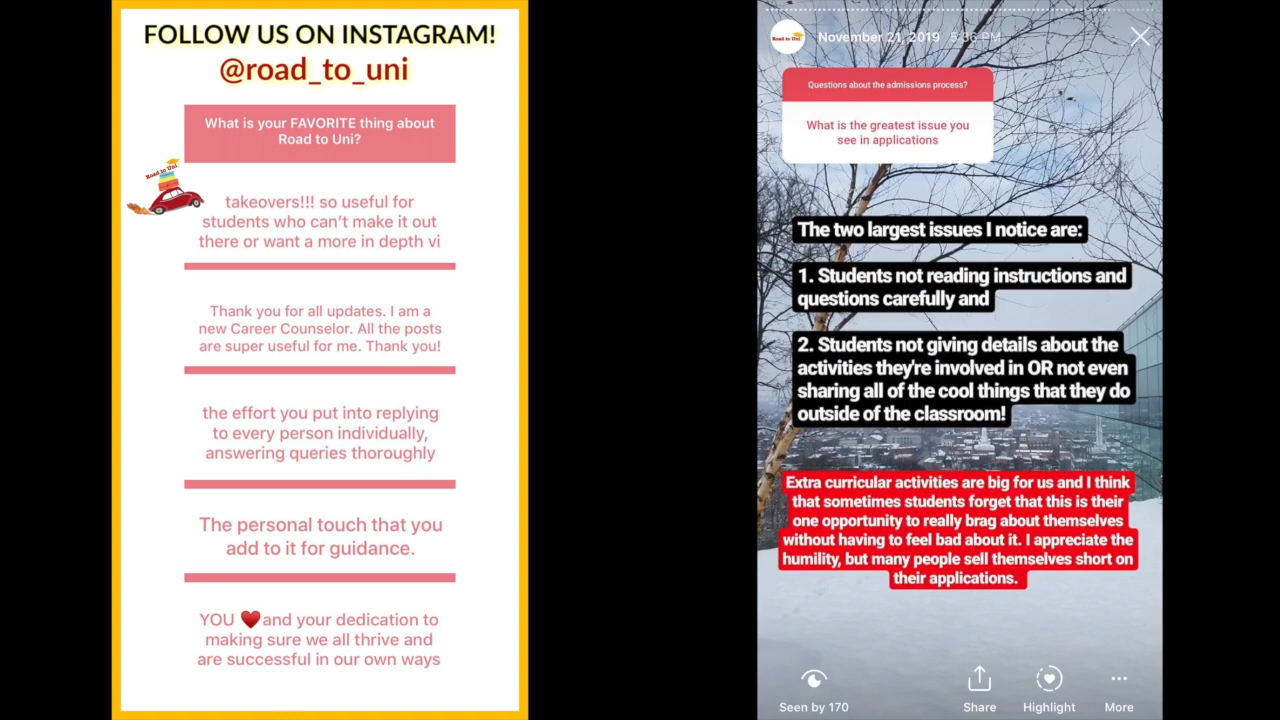 FOLLOW US ON INSTAGRAM!
@road_to_uni
What is your FAVORITE thing about
Road to Uni?
Road to Uni
takeovers!!! so useful for
students who can't make it out
there or want a more in depth vi
Thank you for all updates. I am a
new Career Counselor. All the posts
are super useful for me. Thank you!
the effort you put into replying
to every person individually,
answering queries thoroughly
The personal touch that you
add to it for guidance.
YOU ♥️and your dedication to
making sure we all thrive and
are successful in our own ways
Road to Uni
November 21, 2019 5:36 PM
Questions about the admissions process?
What is the greatest issue you
see in applications
The two largest issues I notice are:
1. Students not reading instructions and
questions carefully and
2. Students not giving details about the
activities they're involved in OR not even
sharing all of the cool things that they do
outside of the classroom!
Extra curricular activities are big for us and I think
that sometimes students forget that this is their
one opportunity to really brag about themselves
without having to feel bad about it. I appreciate the
humility, but many people sell themselves short on
their applications.
Seen by 170
Share
Highlight
More